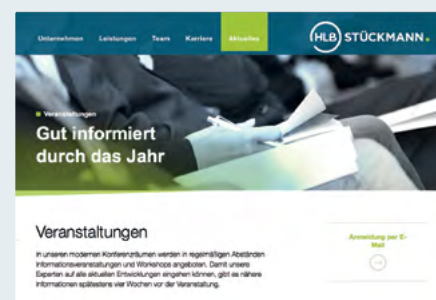 Unternehmen Leistungen Team Karriere Aktuelles
HLB STÜCKMANN
Veranstaltungen
Gut informiert
durch das Jahr
Veranstaltungen
In unseren modernen Konferenzräumen werden in regelmäßigen Abständen
Informationsveranstaltungen und Workshops angeboten. Damit unsere
Experten auf alle aktuellen Entwicklungen eingehen können, gibt es nähere
Informationen spätestens vier Wochen vor der Veranstaltung.
Anmeldung per E-
Mail